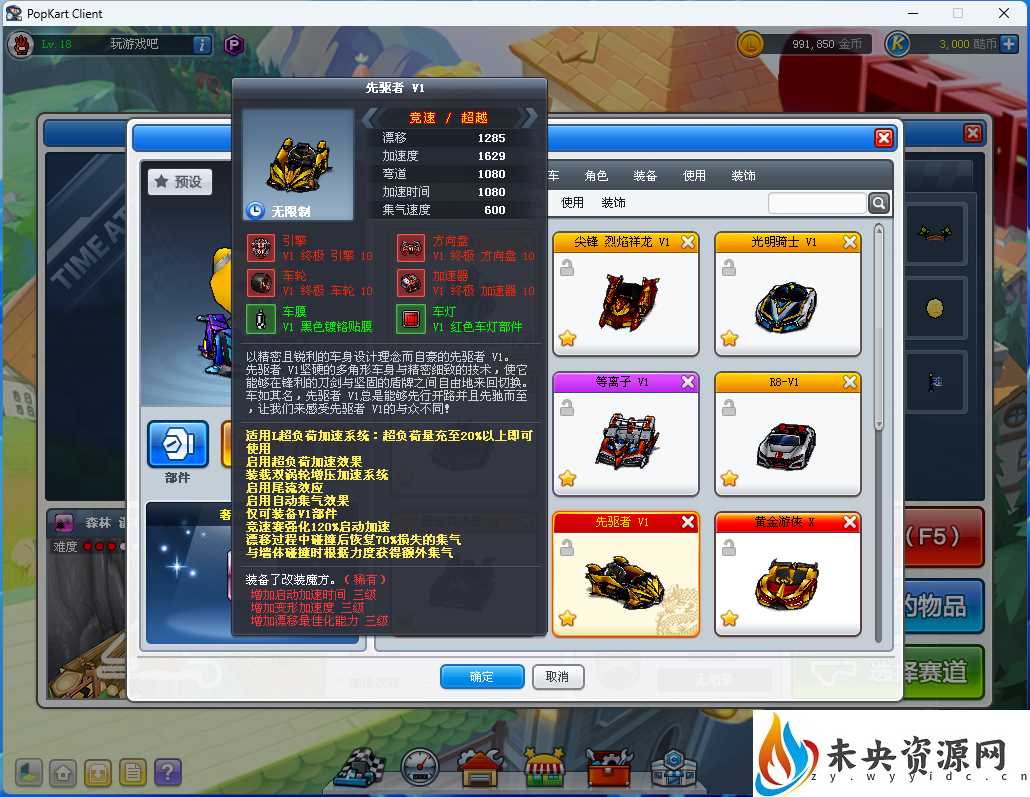 PopKart Client
Lv.18 玩游戏吧
991,850 金币
3,000 酷币
先驱者 V1
无限制
竞速 / 超越
漂移 1285
加速度 1629
弯道 1080
加速时间 1080
集气速度 600
引擎
V1 终极 引擎 10
方向盘
V1 终极 方向盘 10
车轮
V1 终极 车轮 10
加速器
V1 终极 加速器 10
车膜
V1 黑色镀铬贴膜
车灯
V1 红色车灯部件
以精密且锐利的车身设计理念而自豪的先驱者 V1。
先驱者 V1坚硬的多角形车身与精密细致的技术，使它
能够在锋利的刀剑与坚固的盾牌之间自由地来回切换。
车如其名，先驱者 V1总是能够先行开路并且先驰而至
，让我们来感受先驱者 V1的与众不同!
适用L超负荷加速系统：超负荷量充至20%以上即可
使用
启用超负荷加速效果
装载双涡轮增压加速系统
启用尾流效应
启用自动集气效果
仅可装备V1部件
竞速赛强化120%启动加速
漂移过程中碰撞后恢复70%损失的集气
与墙体碰撞时根据力度获得额外集气
装备了改装魔方。（稀有）
增加启动加速时间 三级
增加变形加速度 三级
增加漂移最佳化能力 三级
TIME AT
预设
部件
森林
难度
车 角色 装备 使用 装饰
使用 装饰
尖锋 烈焰祥龙 V1
光明骑士 V1
等离子 V1
R8-V1
先驱者 V1
黄金游侠 X
确定
取消
(F5)
的物品
选择赛道
未央资源网
zy.wyyidc.cn